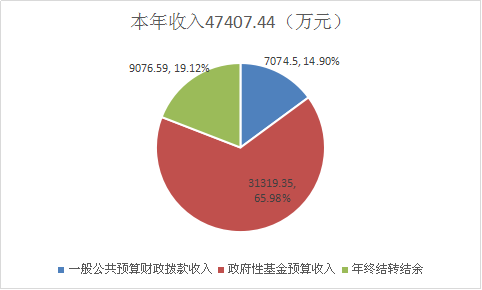 本年收入47407.44（万元）
7074.5, 14.90%
9076.59, 19.12%
31319.35,
65.98%
一般公共预算财政拨款收入 政府性基金预算收入 年终结转结余